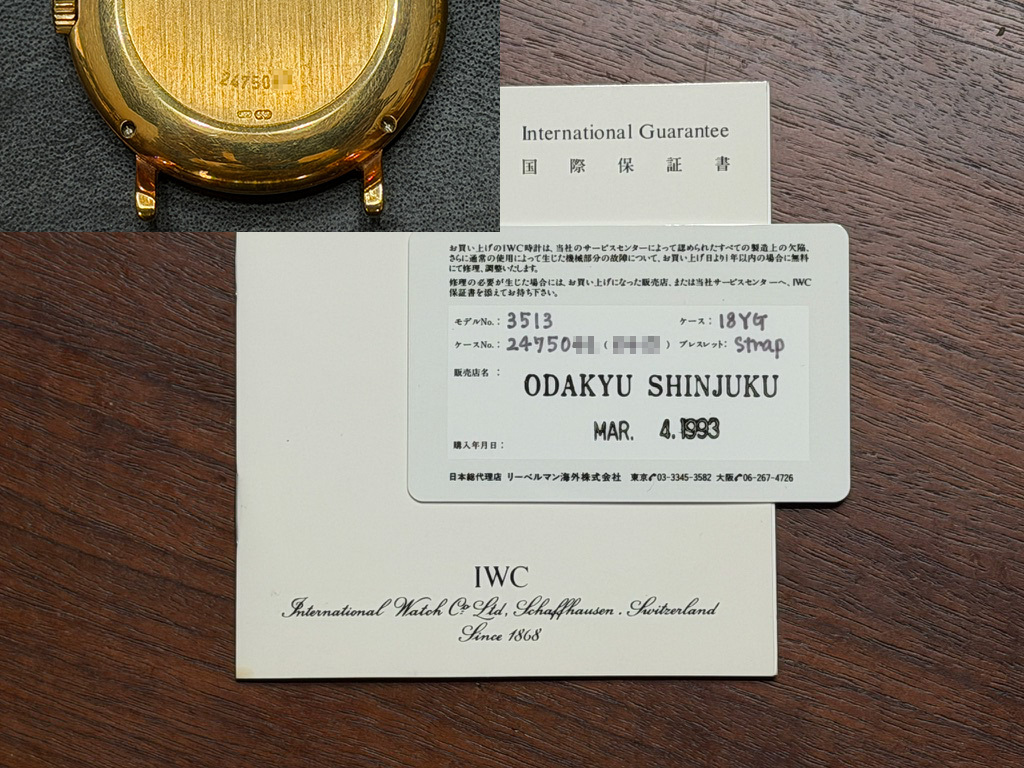 24750
International Guarantee
国際保証書
お買い上げのIWC時計は、当社のサービスセンターによって認められたすべての製造上の欠陥、
さらに通常の使用によって生じた機械部分の故障について、お買い上げ日より1年以内の場合に無料
にて修理、調整いたします。
修理の必要が生じた場合には、お買い上げになった販売店、または当社サービスセンターへ、IWC
保証書を添えてお持ち下さい。
モデルNo.: 3513 ケース: 18YG
ケースNo.: 24750 ( ) ブレスレット: Strap
販売店名 : ODAKYU SHINJUKU
購入年月日: MAR. 4.1993
日本総代理店 リーベルマン海外株式会社 東京☎03-3345-3582 大阪☎06-267-4726
IWC
International Watch Co Ltd, Schaffhausen . Switzerland
Since 1868